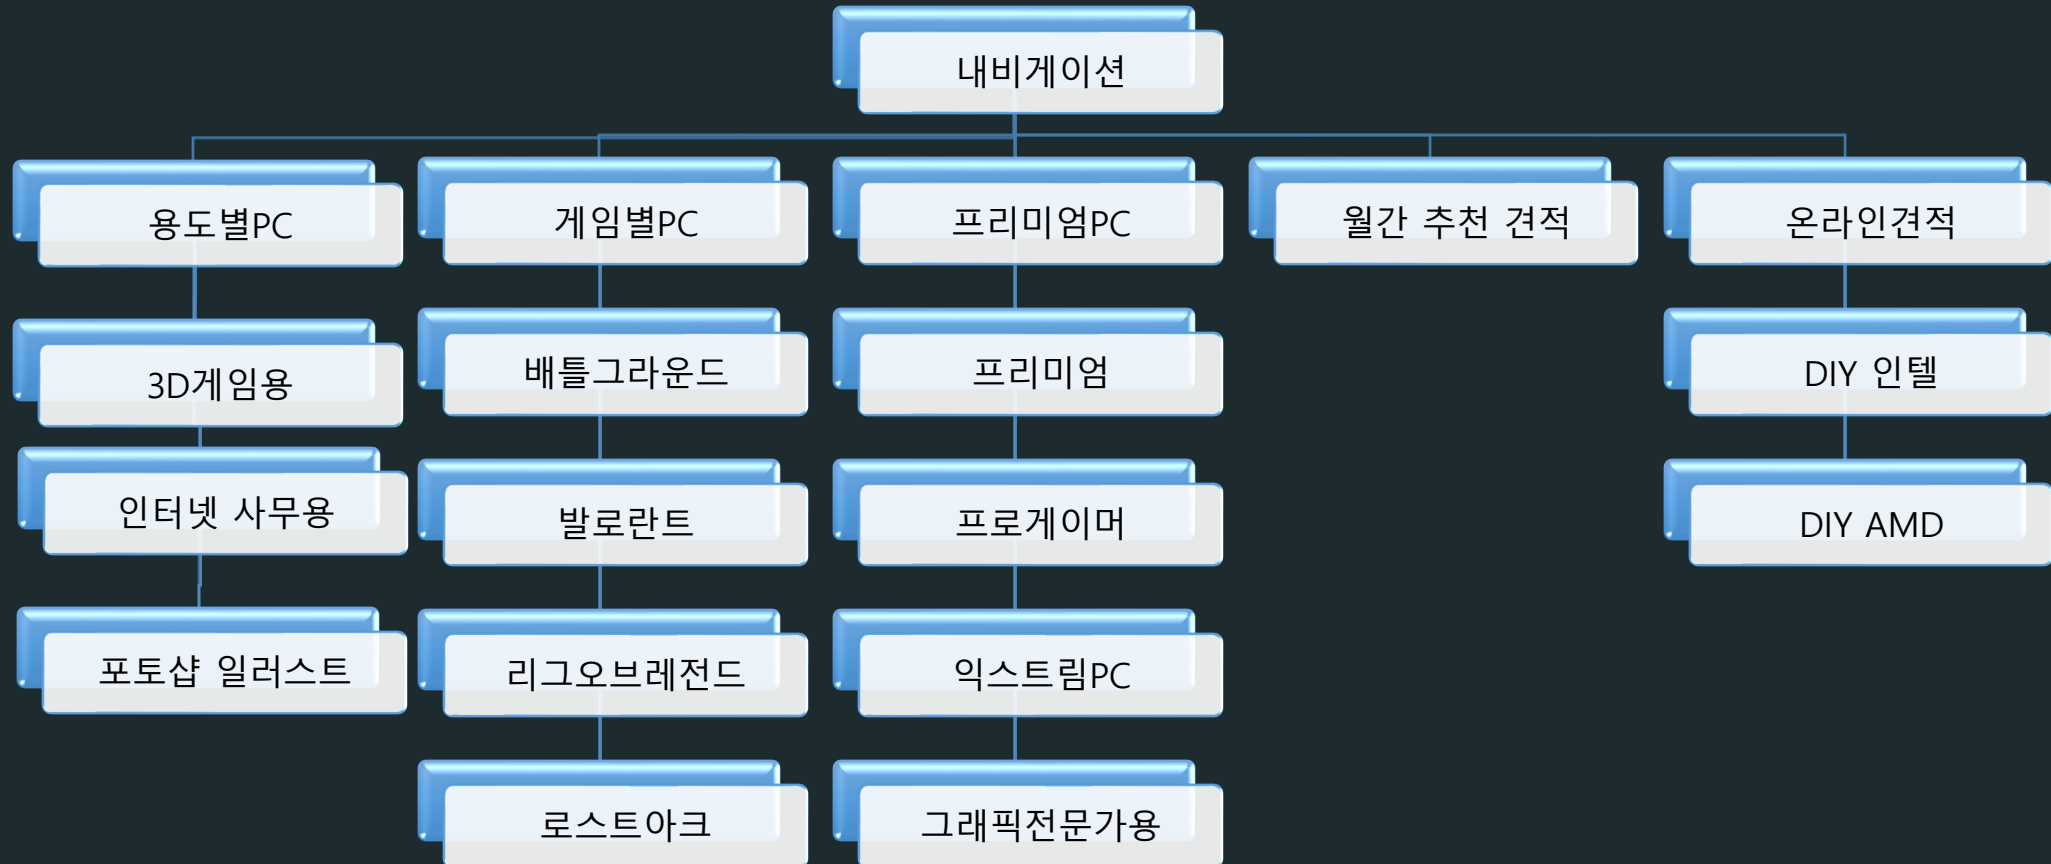 내비게이션
용도별PC
게임별PC
프리미엄PC
월간 추천 견적
온라인견적
3D게임용
배틀그라운드
프리미엄
DIY 인텔
인터넷 사무용
발로란트
프로게이머
DIY AMD
포토샵 일러스트
리그오브레전드
익스트림PC
로스트아크
그래픽전문가용